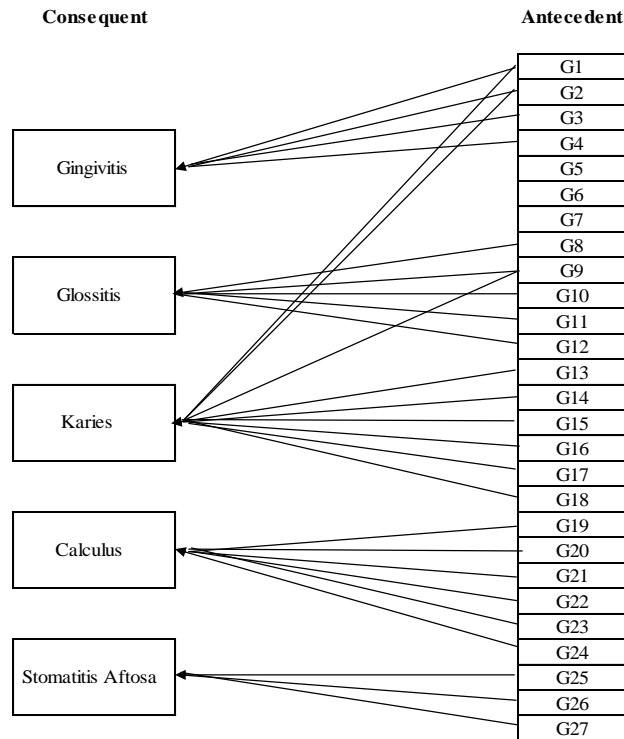 Consequent
Antecedent
G1
G2
G3
Gingivitis
G4
G5
G6
G7
G8
Glossitis
G9
G10
G11
G12
G13
Karies
G14
G15
G16
G17
G18
G19
Calculus
G20
G21
G22
G23
G24
Stomatitis Aftosa
G25
G26
G27